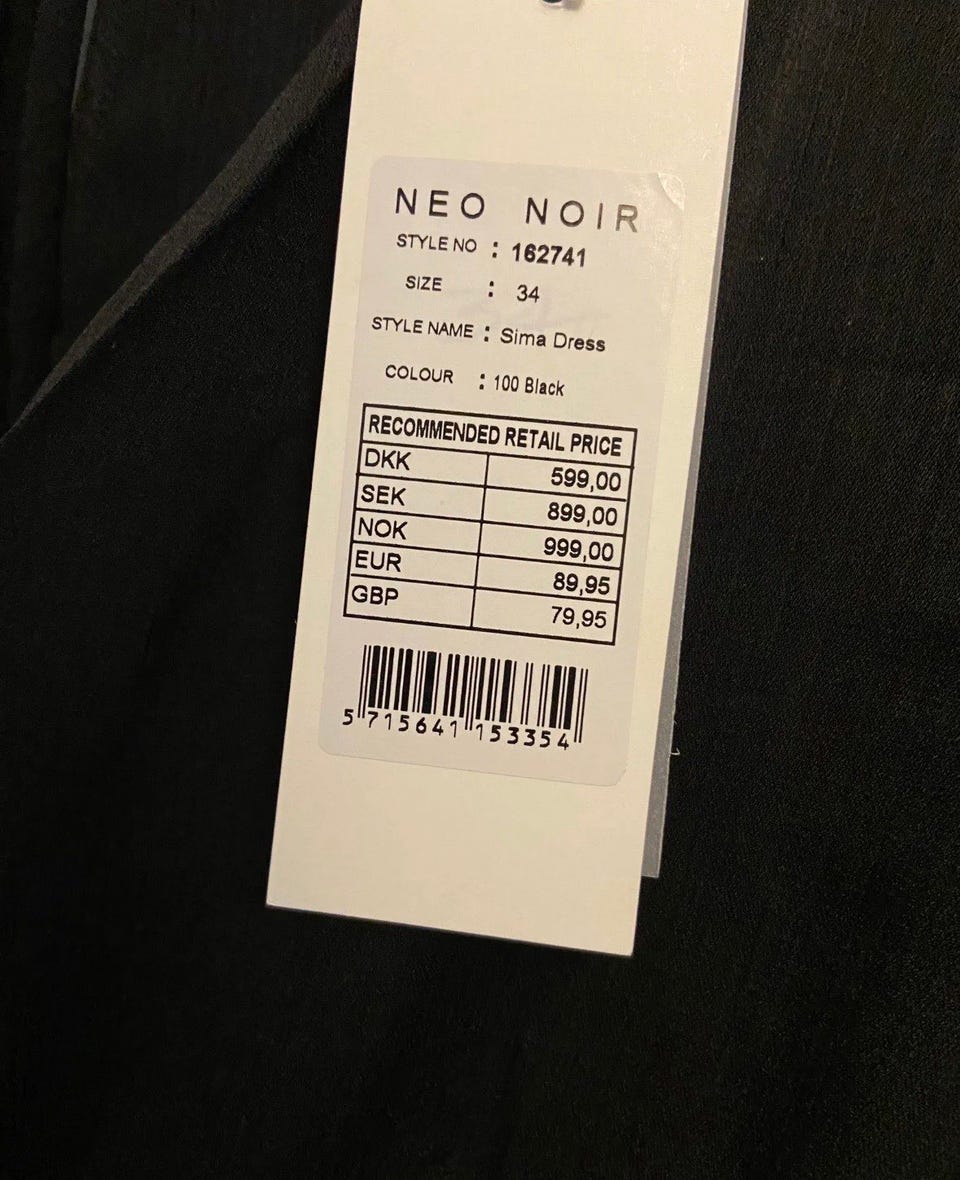 NEO NOIR
STYLE NO : 162741
SIZE : 34
STYLE NAME : Sima Dress
COLOUR : 100 Black
RECOMMENDED RETAIL PRICE
DKK 599,00
SEK 899,00
NOK 999,00
EUR 89,95
GBP 79,95
5 715641 153354